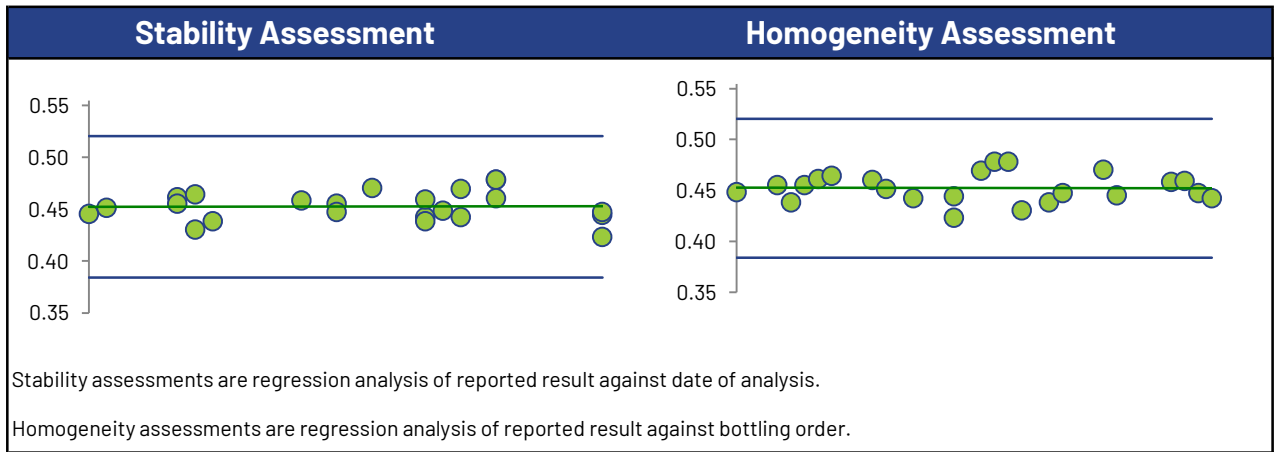 Stability Assessment
Homogeneity Assessment
0.55
0.50
0.45
0.40
0.35
0.55
0.50
0.45
0.40
0.35
Stability assessments are regression analysis of reported result against date of analysis.
Homogeneity assessments are regression analysis of reported result against bottling order.